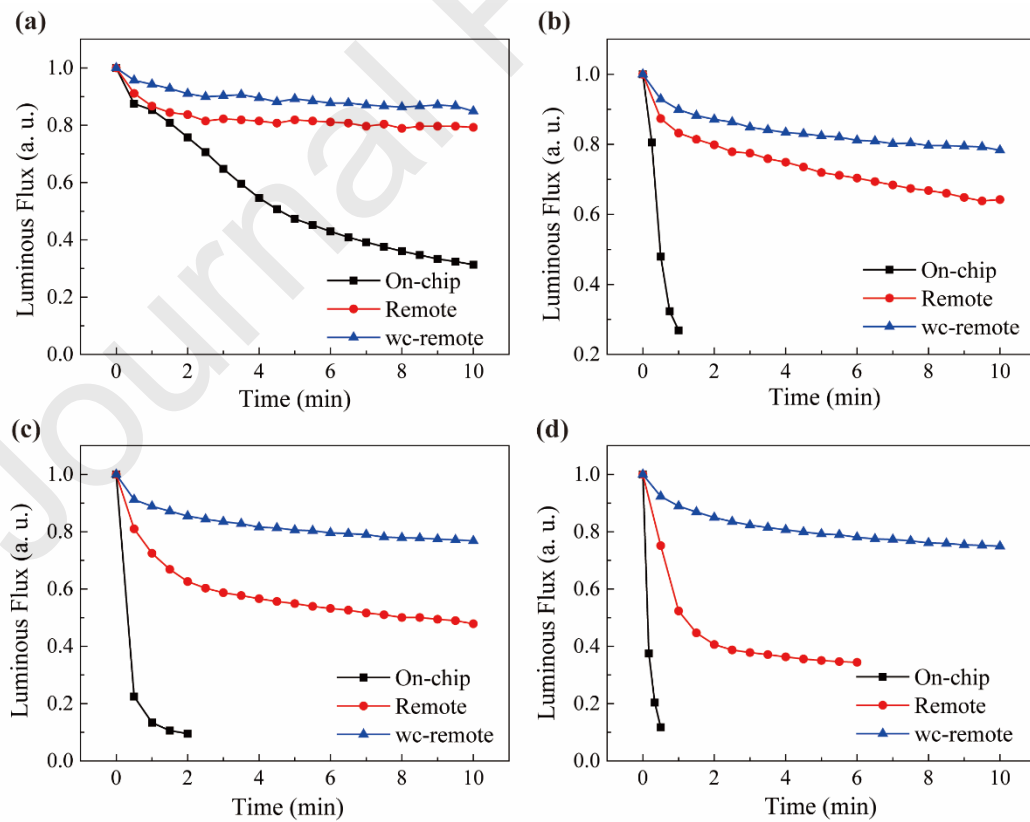 (a)
1.0
0.8
0.6
0.4
0.2
0.0
Luminous Flux (a. u.)
On-chip
Remote
wc-remote
0 2 4 6 8 10
Time (min)
(b)
1.0
0.8
0.6
0.4
0.2
Luminous Flux (a. u.)
On-chip
Remote
wc-remote
0 2 4 6 8 10
Time (min)
(c)
1.0
0.8
0.6
0.4
0.2
0.0
Luminous Flux (a. u.)
On-chip
Remote
wc-remote
0 2 4 6 8 10
Time (min)
(d)
1.0
0.8
0.6
0.4
0.2
0.0
Luminous Flux (a. u.)
On-chip
Remote
wc-remote
0 2 4 6 8 10
Time (min)
Journal